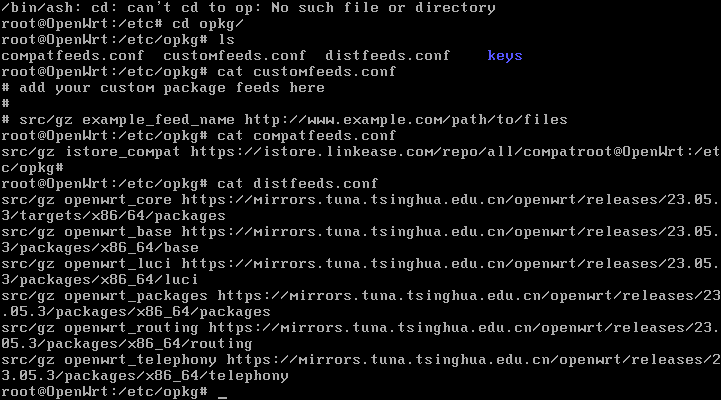 /bin/ash: cd: can't cd to op: No such file or directory
root@OpenWrt:/etc# cd opkg/
root@OpenWrt:/etc/opkg# ls
compatfeeds.conf  customfeeds.conf  distfeeds.conf    keys
root@OpenWrt:/etc/opkg# cat customfeeds.conf
# add your custom package feeds here
#
# src/gz example_feed_name http://www.example.com/path/to/files
root@OpenWrt:/etc/opkg# cat compatfeeds.conf
src/gz istore_compat https://istore.linkease.com/repo/all/compatroot@OpenWrt:/et
c/opkg#
root@OpenWrt:/etc/opkg# cat distfeeds.conf
src/gz openwrt_core https://mirrors.tuna.tsinghua.edu.cn/openwrt/releases/23.05.
3/targets/x86/64/packages
src/gz openwrt_base https://mirrors.tuna.tsinghua.edu.cn/openwrt/releases/23.05.
3/packages/x86_64/base
src/gz openwrt_luci https://mirrors.tuna.tsinghua.edu.cn/openwrt/releases/23.05.
3/packages/x86_64/luci
src/gz openwrt_packages https://mirrors.tuna.tsinghua.edu.cn/openwrt/releases/23
.05.3/packages/x86_64/packages
src/gz openwrt_routing https://mirrors.tuna.tsinghua.edu.cn/openwrt/releases/23.
05.3/packages/x86_64/routing
src/gz openwrt_telephony https://mirrors.tuna.tsinghua.edu.cn/openwrt/releases/2
3.05.3/packages/x86_64/telephony
root@OpenWrt:/etc/opkg# _